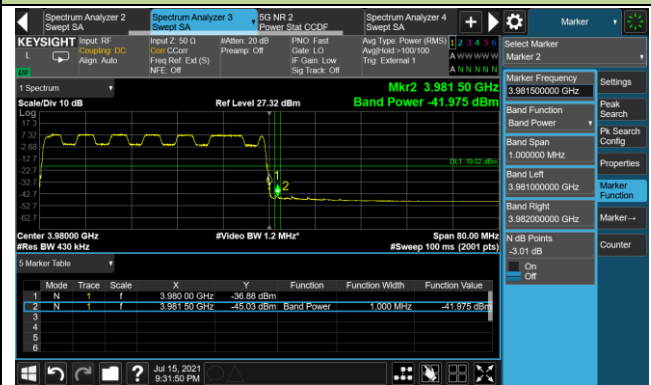 Spectrum Analyzer 2 Swept SA
Spectrum Analyzer 3 Swept SA
5G NR 2 Power Stat CCDF
Spectrum Analyzer 4 Swept SA
+
Marker
KEYSIGHT Input: RF Input Z: 50 Ω #Atten: 20 dB PNO: Fast Avg Type: Power (RMS) 1 2 3 4 5 6
L Coupling: DC Corr CCorr Preamp: Off Gate: LO Avg|Hold:>100/100 A W W W W W
Align: Auto Freq Ref: Ext (S) IF Gain: Low Trig: External 1
NFE: Off Sig Track: Off A N N N N N
1 Spectrum
Mkr2 3.981 50 GHz
Scale/Div 10 dB Ref Level 27.32 dBm Band Power -41.975 dBm
Log
17.3
7.32
-2.68
-12.7
DL1 -19.02 dBm
-22.7
-32.7
1
2
-42.7
-52.7
-62.7
Center 3.98000 GHz #Video BW 1.2 MHz* Span 80.00 MHz
#Res BW 430 kHz #Sweep 100 ms (2001 pts)
5 Marker Table
Mode Trace Scale X Y Function Function Width Function Value
1 N 1 f 3.980 00 GHz -36.88 dBm
2 N 1 f 3.981 50 GHz -45.03 dBm Band Power 1.000 MHz -41.975 dBm
3
4
5
6
Jul 15, 2021
9:31:50 PM
?
Select Marker
Marker 2
Marker Frequency
3.981500000 GHz
Band Function
Band Power
Band Span
1.000000 MHz
Band Left
3.981000000 GHz
Band Right
3.982000000 GHz
N dB Points
-3.01 dB
On
Off
Settings
Peak Search
Pk Search Config
Properties
Marker Function
Marker→
Counter